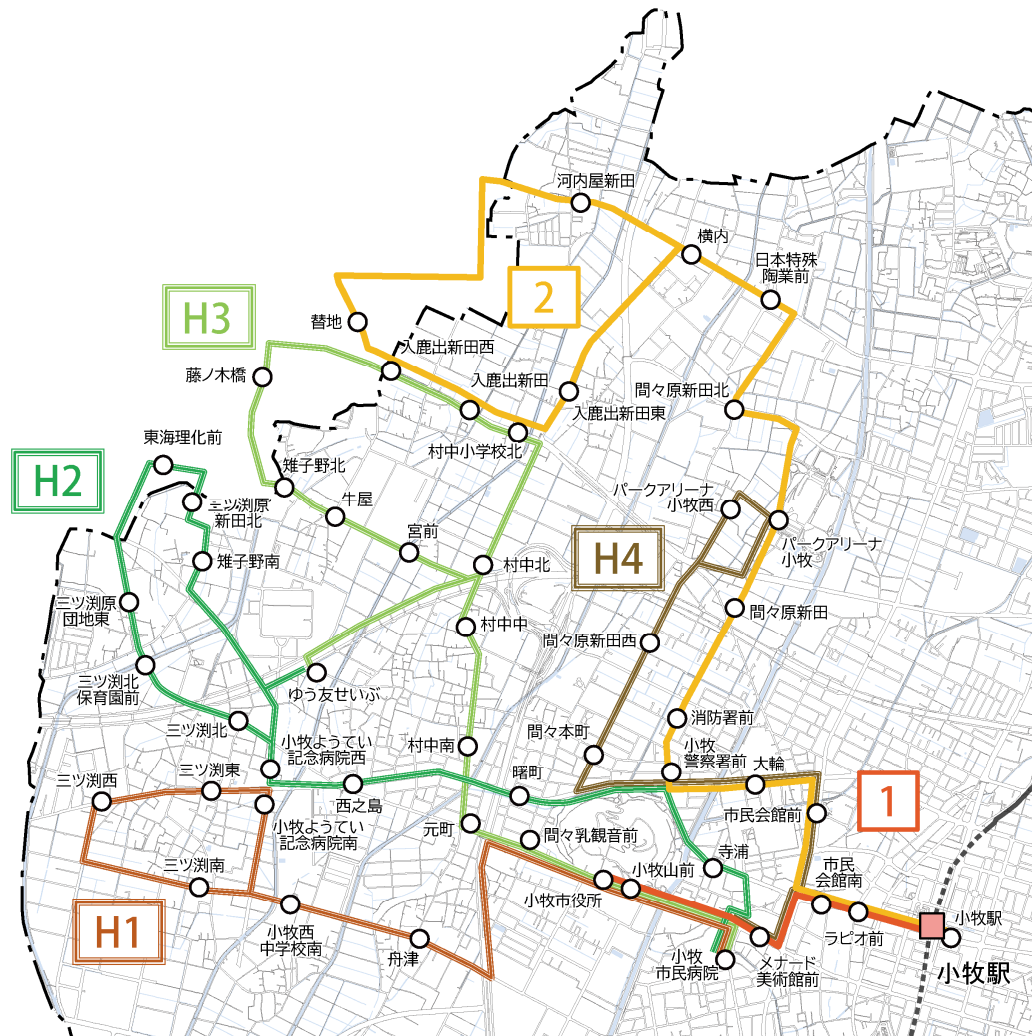 河内屋新田
横内
日本特殊
陶業前
2
H3
替地
入鹿出新田西
藤ノ木橋
入鹿出新田
間々原新田北
入鹿出新田東
東海理化前
村中小学校北
雉子野北
H2
三ツ渕原
新田北
牛屋
パークアリーナ
小牧西
宮前
パークアリーナ
小牧
H4
雉子野南
村中北
三ツ渕原
団地東
間々原新田
村中中
間々原新田西
三ツ渕北
保育園前
ゆう友せいぶ
三ツ渕北
消防署前
間々本町
小牧ようてい
記念病院西
村中南
小牧
警察署前
大輪
三ツ渕西
三ツ渕東
曙町
西之島
1
市民会館前
小牧ようてい
記念病院南
元町
間々乳観音前
寺浦
三ツ渕南
小牧山前
市民
会館南
小牧市役所
H1
小牧西
中学校南
ラピオ前
小牧駅
舟津
小牧
市民病院
メナード
美術館前
小牧駅